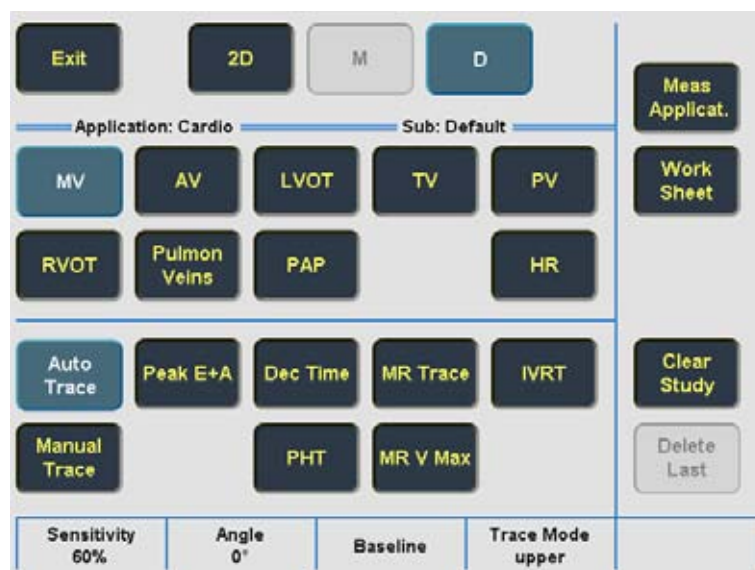 Exit
2D
M
D
Meas
Applicat.
Application: Cardio
Sub: Default
MV
AV
LVOT
TV
PV
Work
Sheet
RVOT
Pulmon
Veins
PAP
HR
Auto
Trace
Peak E+A
Dec Time
MR Trace
IVRT
Clear
Study
Manual
Trace
PHT
MR V Max
Delete
Last
Sensitivity
60%
Angle
0°
Baseline
Trace Mode
upper